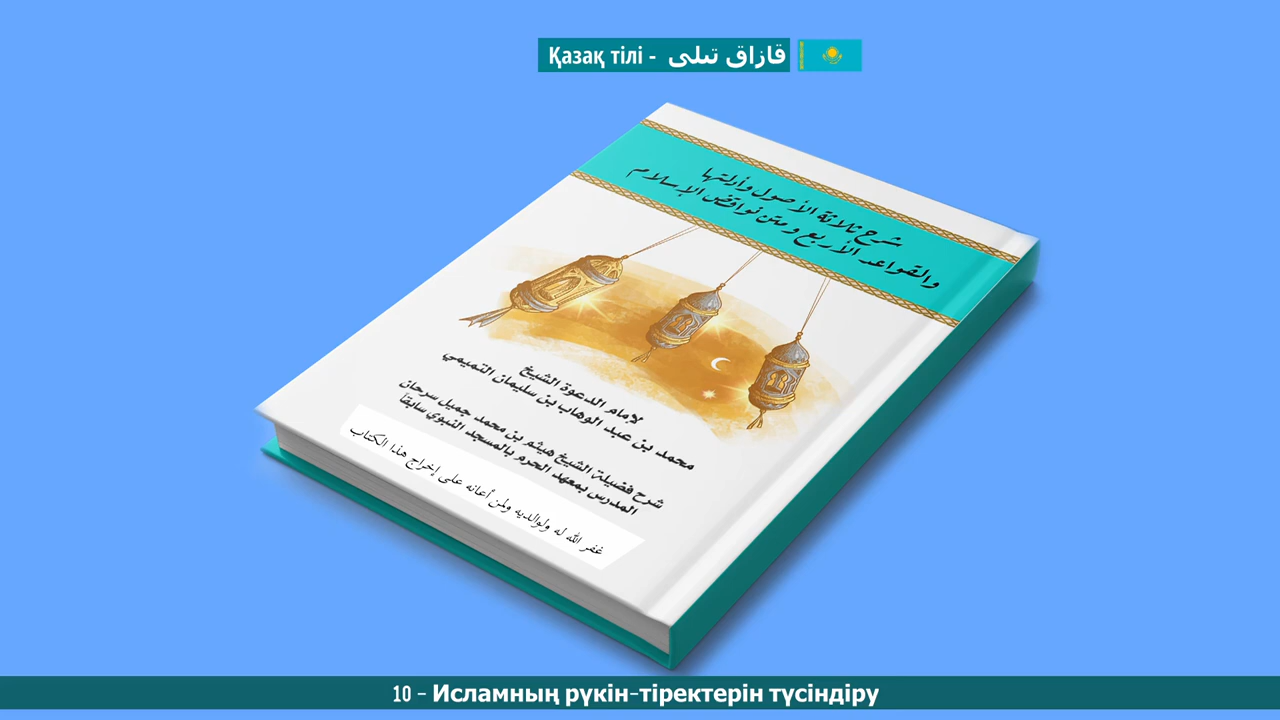 Қазақ тілі - قازاق تىلى
شرح ثلاثة الأصول وأدلتها
والقواعد الأربع و متن نواقض الإسلام
لإمام الدعوة الشيخ
محمد بن عبد الوهاب بن سليمان التميمي
شرح فضيلة الشيخ هيثم بن محمد جميل سرحان
المدرس بمعهد الحرم بالمسجد النبوي سابقا
غفر الله له ولوالديه ولمن أعانه على إخراج هذا الكتاب
10 - Исламның рүкін-тіректерін түсіндіру